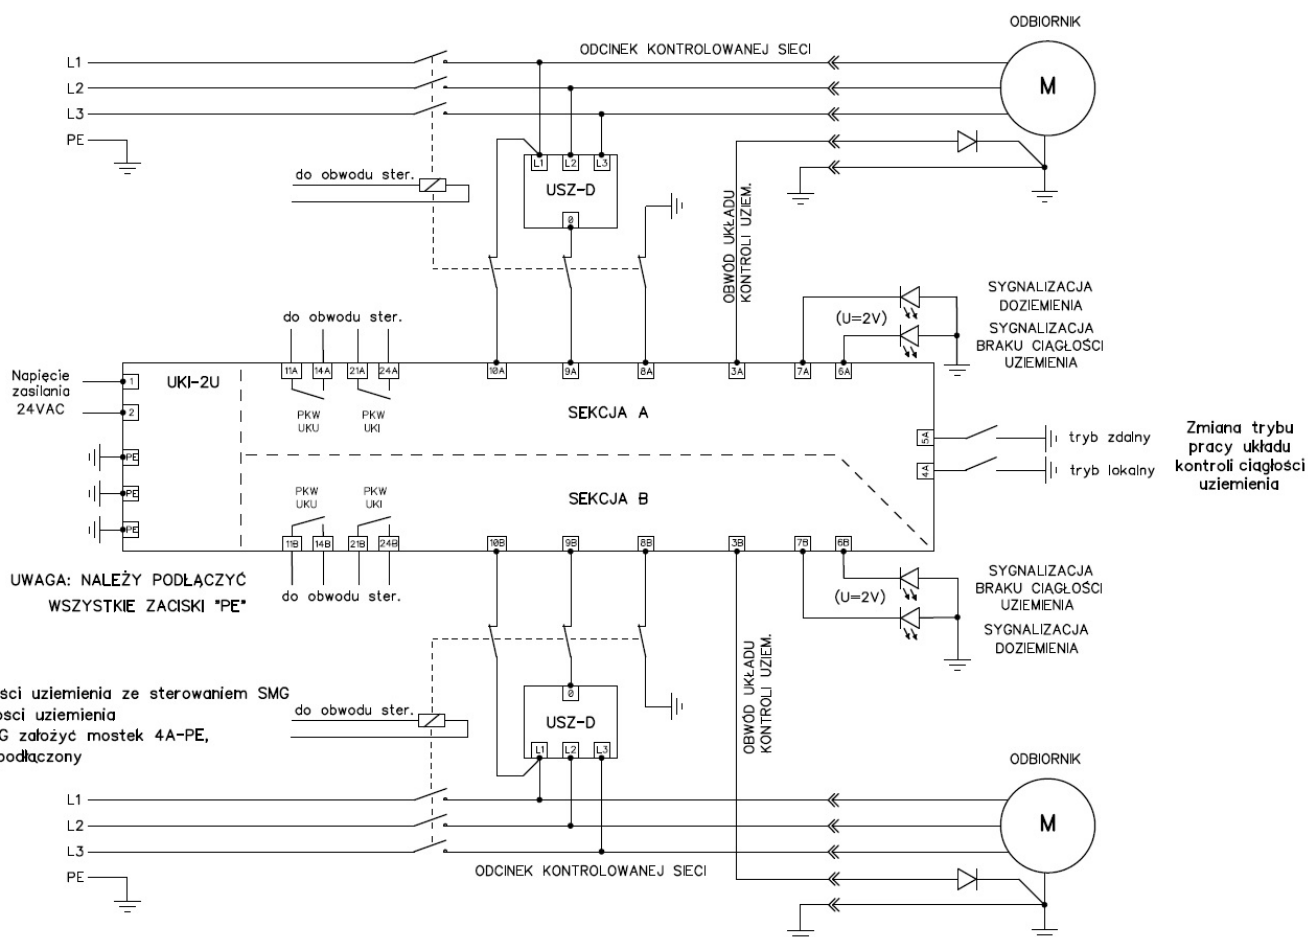 ODBIORNIK
ODCINEK KONTROLOWANEJ SIECI
L1
L2
L3
PE
M
do obwodu ster.
L1 L2 L3
USZ-D
0
OBWÓD UKŁADU
KONTROLI UZIEM.
SYGNALIZACJA
DOZIEMIENIA
(U=2V)
SYGNALIZACJA
BRAKU CIĄGŁOŚCI
UZIEMIENIA
do obwodu ster.
11A 14A 21A 24A 10A 9A 8A 3A 7A 6A
Napięcie
zasilania
24VAC
1
2
UKI-2U
PKW
UKU
PKW
UKI
SEKCJA A
5A
tryb zdalny
4A
tryb lokalny
Zmiana trybu
pracy układu
kontroli ciągłości
uziemienia
PE
PE
PE
PKW
UKU
PKW
UKI
SEKCJA B
11B 14B 21B 24B 10B 9B 8B 3B 7B 6B
UWAGA: NALEŻY PODŁĄCZYĆ
WSZYSTKIE ZACISKI "PE"
do obwodu ster.
(U=2V)
SYGNALIZACJA
BRAKU CIĄGŁOŚCI
UZIEMIENIA
SYGNALIZACJA
DOZIEMIENIA
ści uziemienia ze sterowaniem SMG
ości uziemienia
G założyć mostek 4A-PE,
podłączony
do obwodu ster.
0
USZ-D
L1 L2 L3
OBWÓD UKŁADU
KONTROLI UZIEM.
ODBIORNIK
L1
L2
L3
PE
M
ODCINEK KONTROLOWANEJ SIECI